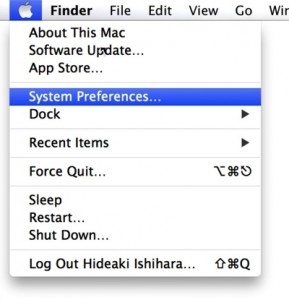 Finder File Edit View Go
About This Mac
Software Update...
App Store...
System Preferences...
Dock
Recent Items
Force Quit... ⌥⌘⎋
Sleep
Restart...
Shut Down...
Log Out Hideaki Ishihara... ⇧⌘Q